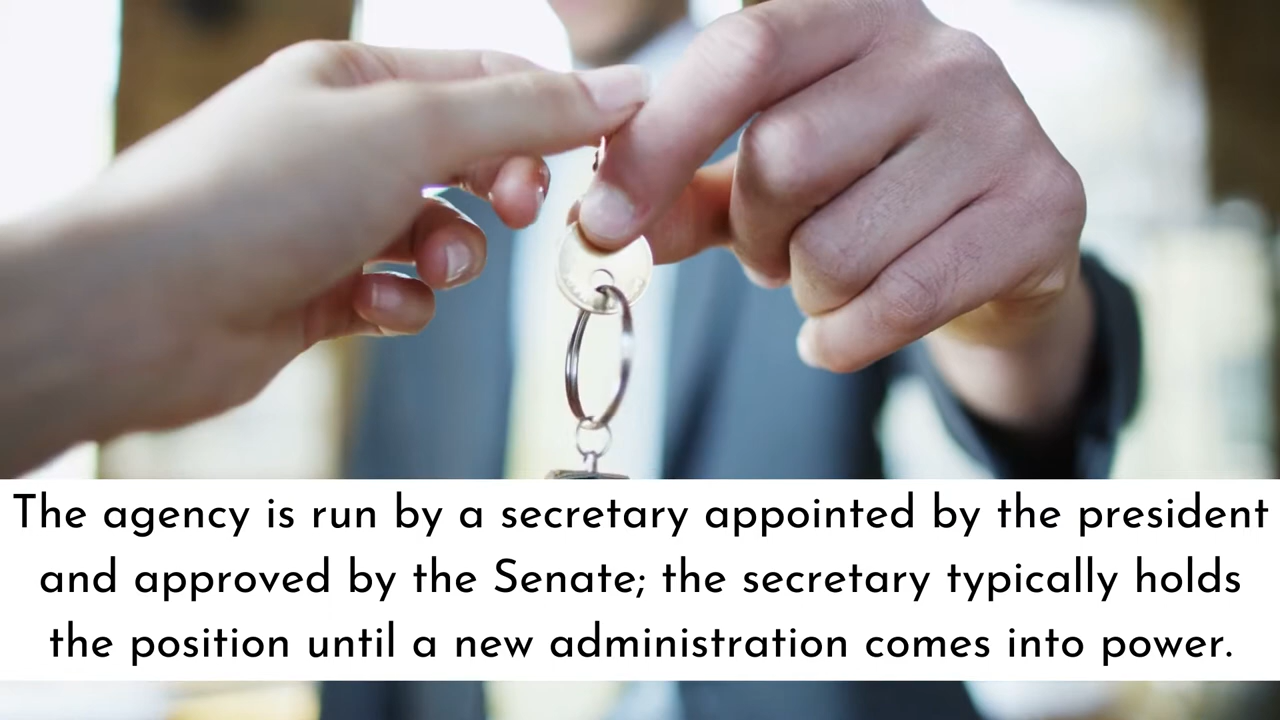 The agency is run by a secretary appointed by the president
and approved by the Senate; the secretary typically holds
the position until a new administration comes into power.